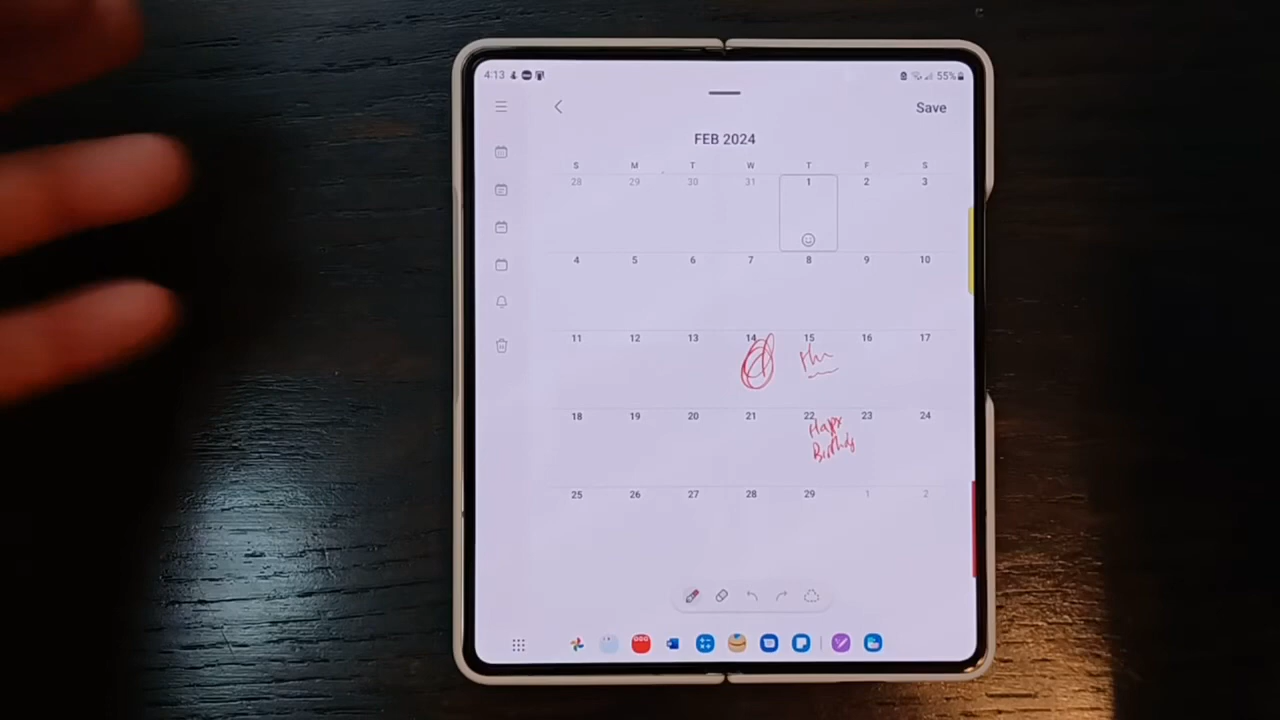 4:13 55%
Save
FEB 2024
S M T W T F S
28 29 30 31 1 2 3
4 5 6 7 8 9 10
11 12 13 14 15 16 17
18 19 20 21 22 23 24
Happy
25 26 27 28 29 1 2